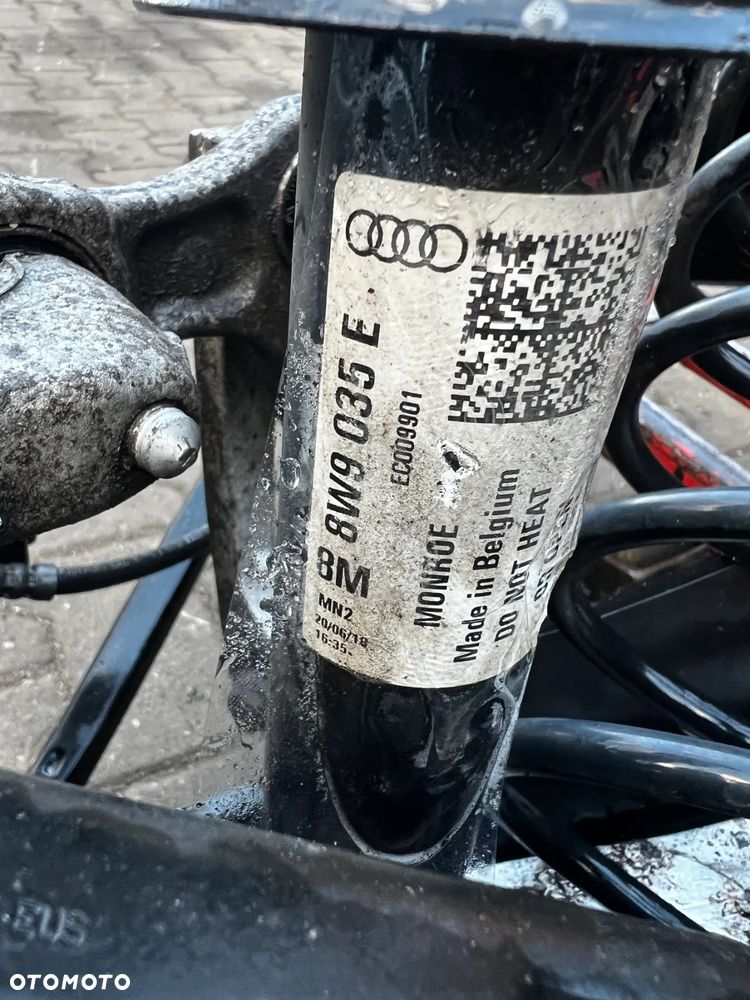 8W9 035 E
EC009901
8M
MONROE
MN2
Made in Belgium
20/06/18
DO NOT HEAT
16:35
OTOMOTO